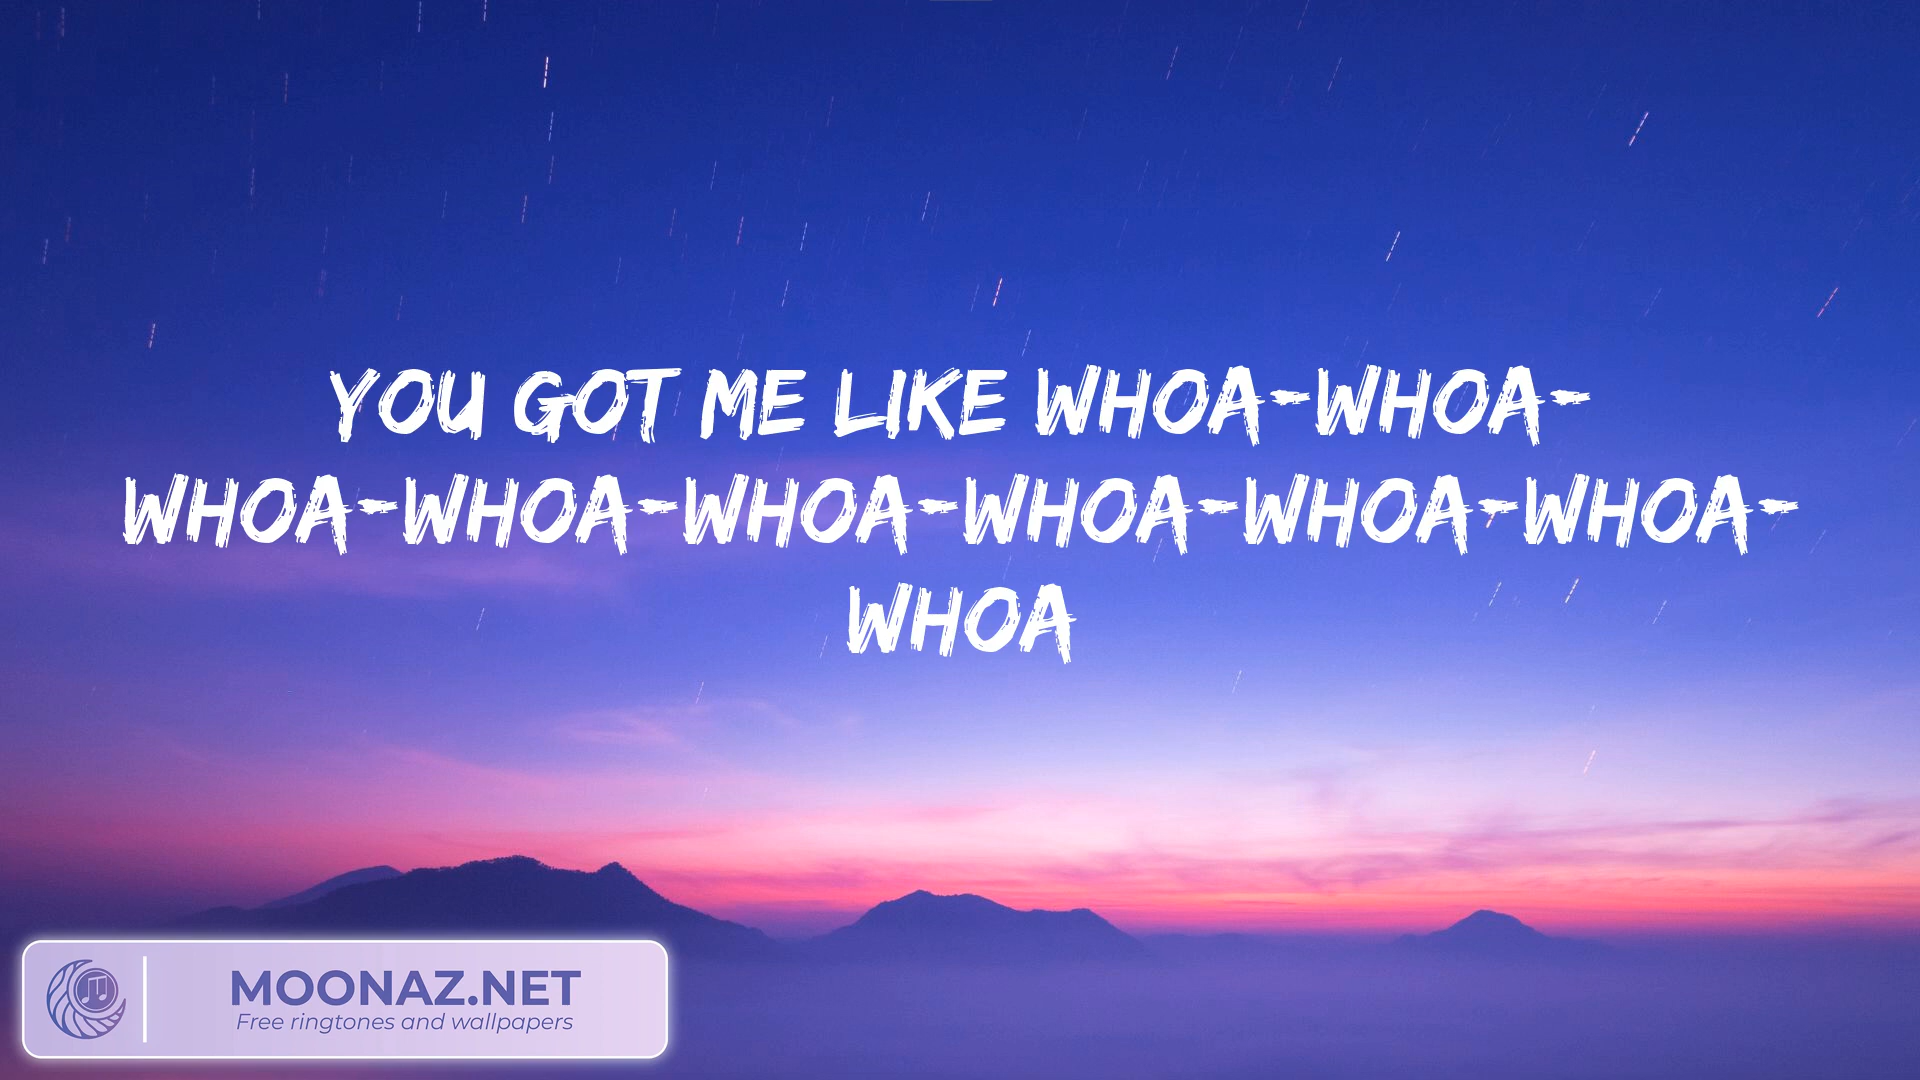 YOU GOT ME LIKE WHOA-WHOA-
WHOA-WHOA-WHOA-WHOA-WHOA-WHOA-
WHOA
MOONAZ.NET
Free ringtones and wallpapers